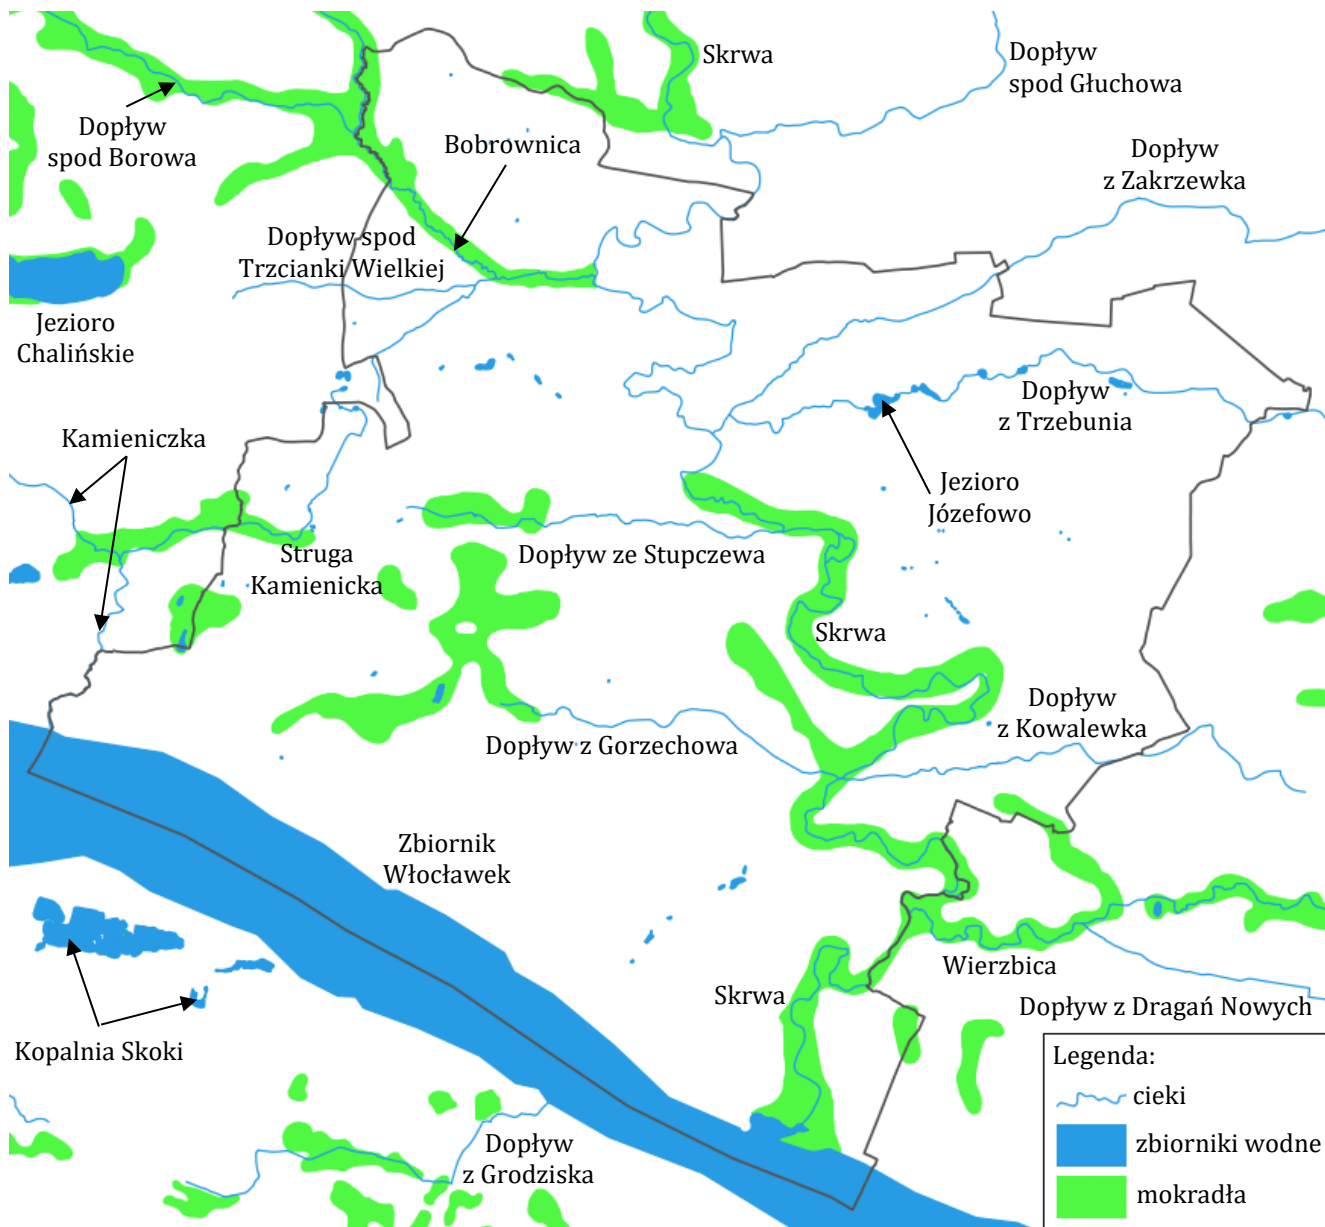 Skrwa
Dopływ
spod Głuchowa
Dopływ
spod Borowa
Bobrownica
Dopływ
z Zakrzewka
Dopływ spod
Trzcianki Wielkiej
Jezioro
Chalińskie
Dopływ
z Trzebunia
Kamieniczka
Jezioro
Józefowo
Struga
Kamienicka
Dopływ ze Stupczewa
Skrwa
Dopływ
z Kowalewka
Dopływ z Gorzechowa
Zbiornik
Włocławek
Wierzbica
Skrwa
Dopływ z Dragań Nowych
Kopalnia Skoki
Dopływ
z Grodziska
Legenda:
cieki
zbiorniki wodne
mokradła